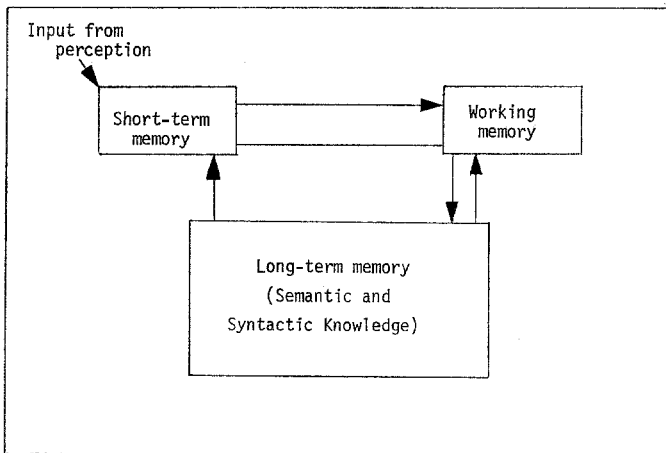 Input from
perception
Short-term
memory
Working
memory
Long-term memory
(Semantic and
Syntactic Knowledge)